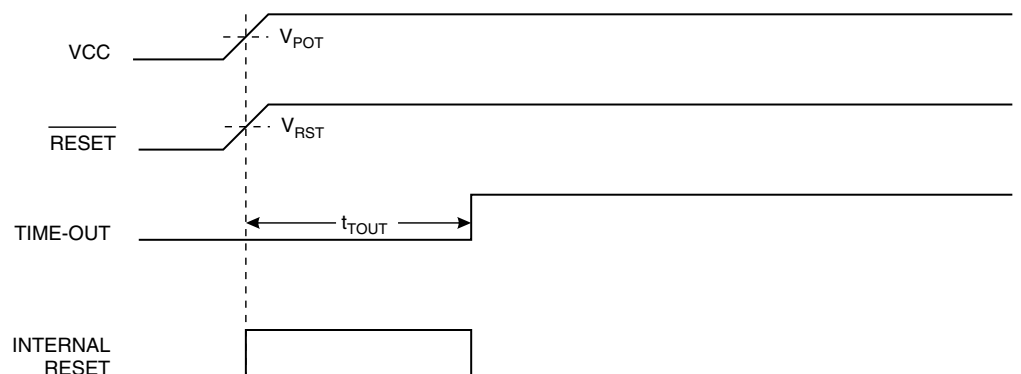 VCC
V_POT
RESET
V_RST
TIME-OUT
t_TOUT
INTERNAL
RESET